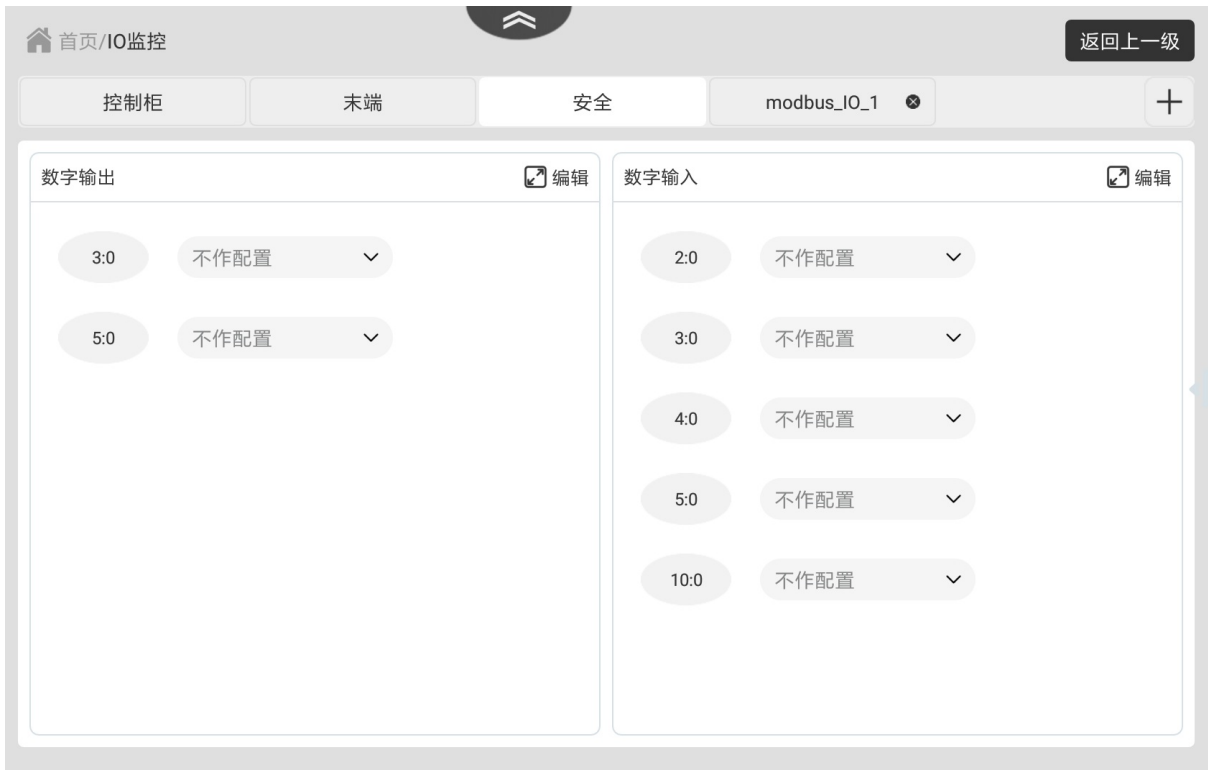 首页/IO监控
返回上一级
控制柜 末端 安全 modbus_IO_1
数字输出 编辑
3:0 不作配置
5:0 不作配置
数字输入 编辑
2:0 不作配置
3:0 不作配置
4:0 不作配置
5:0 不作配置
10:0 不作配置